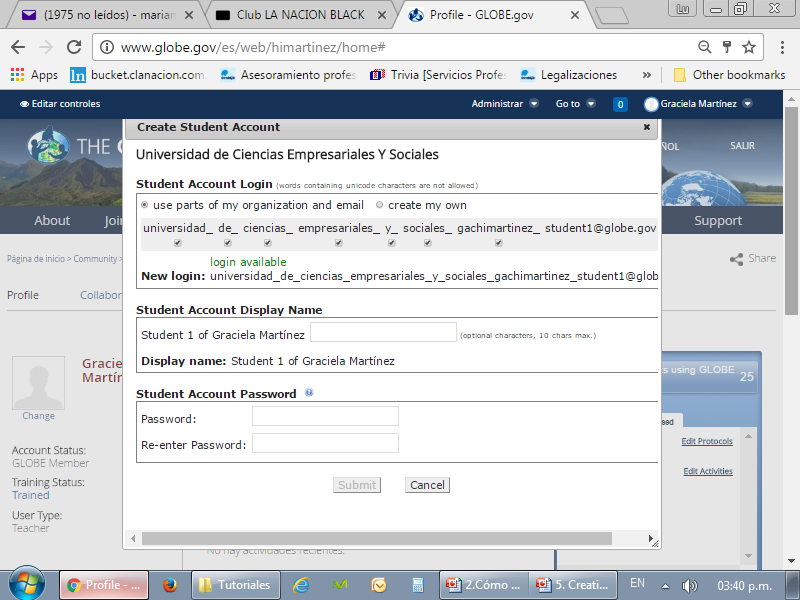 (1975 no leídos) - marian
Club LA NACION BLACK
Profile - GLOBE.gov
Lu
www.globe.gov/es/web/himartinez/home#
Apps
bucket.clanacion.com
Asesoramiento profes
Trivia [Servicios Profes
Legalizaciones
»
Other bookmarks
Editar controles
Administrar
Go to
0
Graciela Martínez
THE
ÑOL
SALIR
About
Join
Support
Página de inicio > Community >
Share
Profile
Collabor
Create Student Account
Universidad de Ciencias Empresariales Y Sociales
Student Account Login (words containing unicode characters are not allowed)
use parts of my organization and email
create my own
universidad_ de_ ciencias_ empresariales_ y_ sociales_ gachimartinez_ student1@globe.gov
login available
New login: universidad_de_ciencias_empresariales_y_sociales_gachimartinez_student1@glob
Student Account Display Name
Student 1 of Graciela Martínez
(optional characters, 10 chars max.)
Display name: Student 1 of Graciela Martínez
Student Account Password
Password:
Re-enter Password:
Submit
Cancel
Gracie
Martín
Change
Account Status:
GLOBE Member
Training Status:
Trained
User Type:
Teacher
ts using GLOBE
25
sed
Edit Protocols
Edit Activities
No hay actividades recientes.
Profile - ...
Tutoriales
2.Cómo ...
5. Creati...
EN
03:40 p.m.